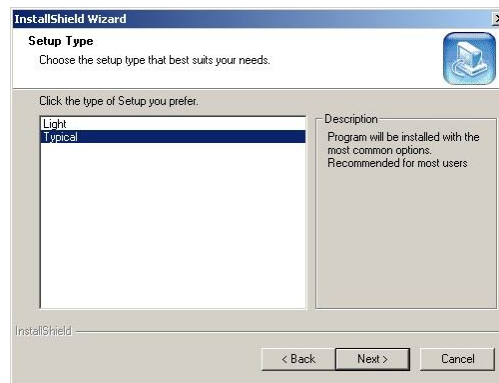 InstallShield Wizard
Setup Type
Choose the setup type that best suits your needs.
Click the type of Setup you prefer.
Light
Typical
Description
Program will be installed with the
most common options.
Recommended for most users
InstallShield
< Back
Next >
Cancel